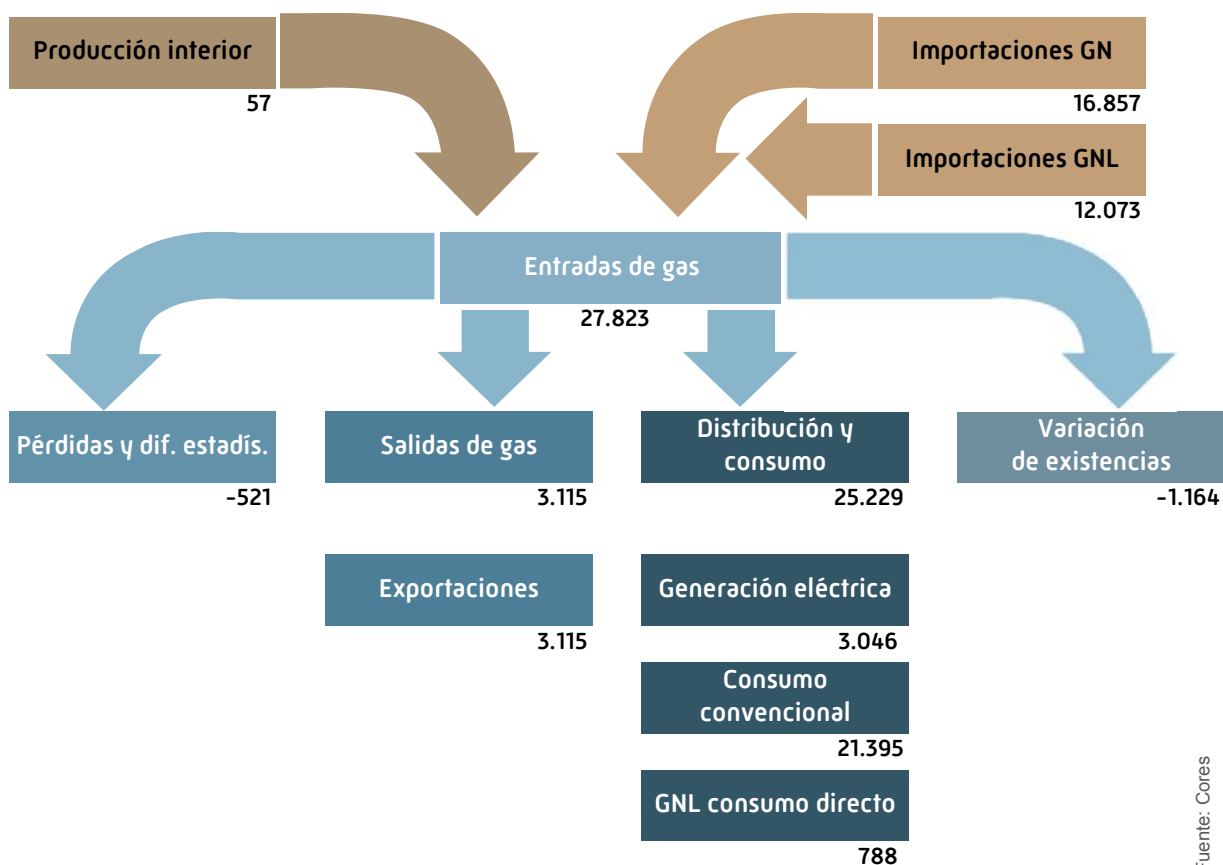 Producción interior
57
Importaciones GN
16.857
Importaciones GNL
12.073
Entradas de gas
27.823
Pérdidas y dif. estadís.
-521
Salidas de gas
3.115
Distribución y
consumo
25.229
Variación
de existencias
-1.164
Exportaciones
3.115
Generación eléctrica
3.046
Consumo
convencional
21.395
GNL consumo directo
788
Fuente: Cores